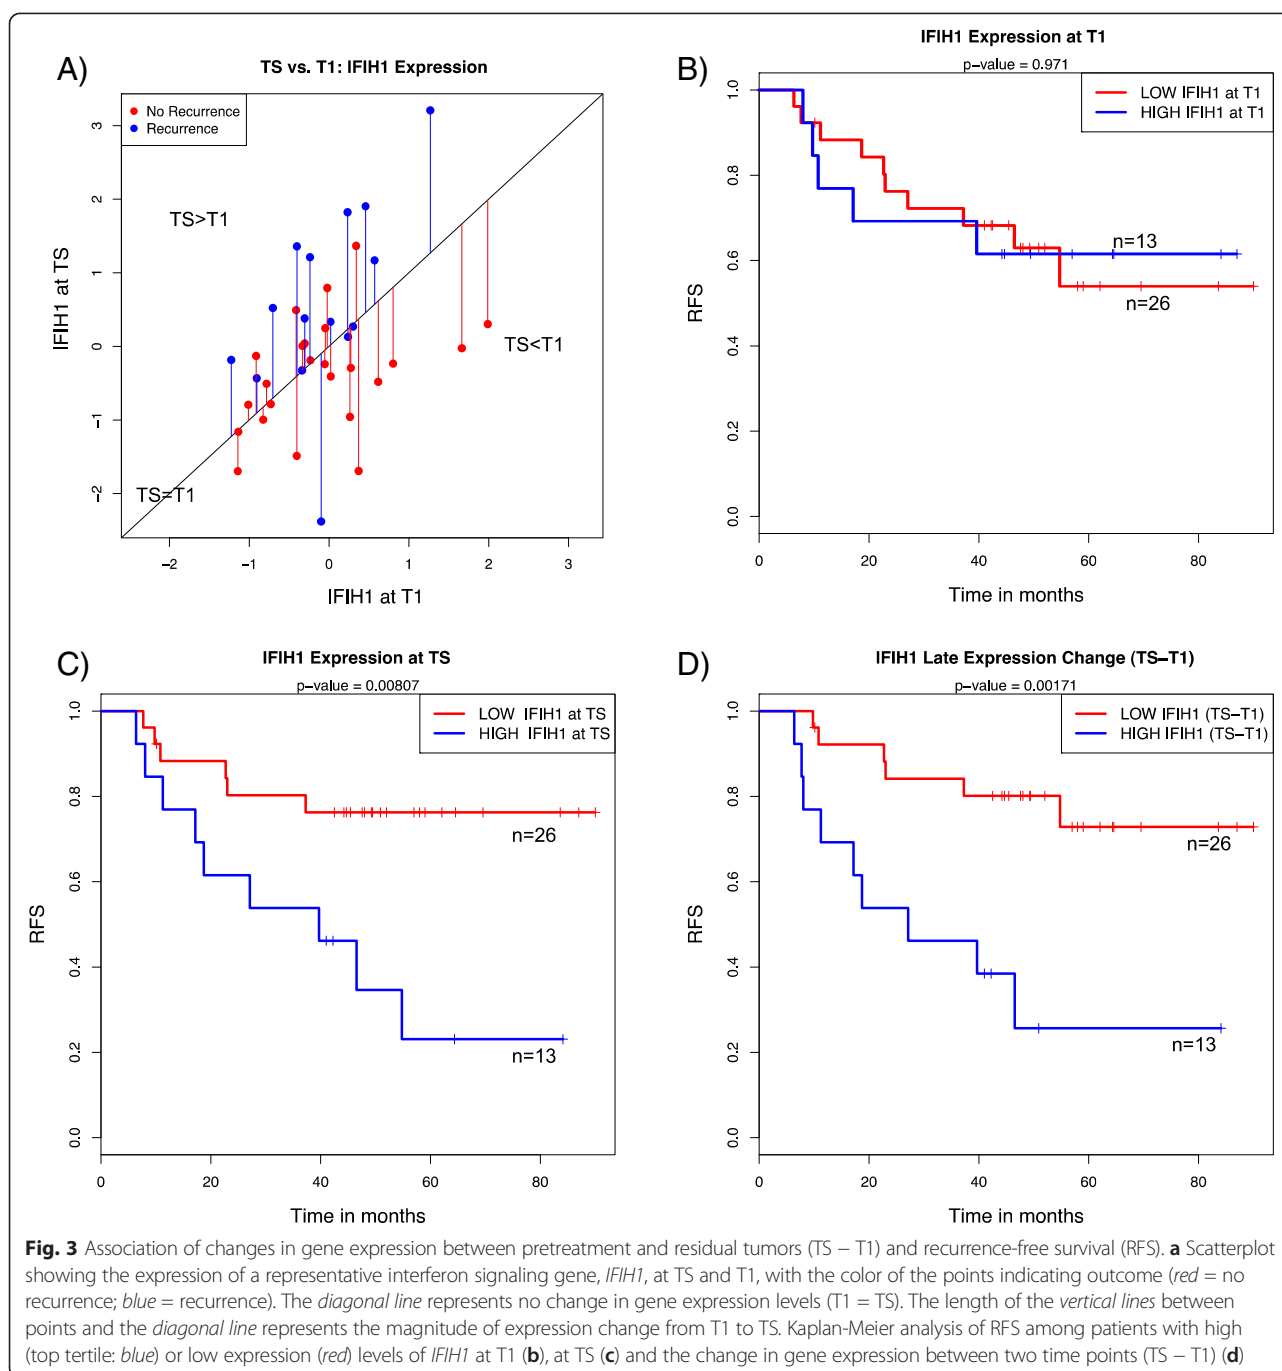 A)
TS vs. T1: IFIH1 Expression
No Recurrence
Recurrence
TS>T1
TS<T1
TS=T1
IFIH1 at TS
3
2
1
0
−1
−2
−2
−1
0
1
2
3
IFIH1 at T1
B)
IFIH1 Expression at T1
p-value = 0.971
LOW IFIH1 at T1
HIGH IFIH1 at T1
n=13
n=26
RFS
1.0
0.8
0.6
0.4
0.2
0.0
0
20
40
60
80
Time in months
C)
IFIH1 Expression at TS
p-value = 0.00807
LOW IFIH1 at TS
HIGH IFIH1 at TS
n=26
n=13
RFS
1.0
0.8
0.6
0.4
0.2
0.0
0
20
40
60
80
Time in months
D)
IFIH1 Late Expression Change (TS−T1)
p-value = 0.00171
LOW IFIH1 (TS−T1)
HIGH IFIH1 (TS−T1)
n=26
n=13
RFS
1.0
0.8
0.6
0.4
0.2
0.0
0
20
40
60
80
Time in months
Fig. 3 Association of changes in gene expression between pretreatment and residual tumors (TS − T1) and recurrence-free survival (RFS). a Scatterplot
showing the expression of a representative interferon signaling gene, IFIH1, at TS and T1, with the color of the points indicating outcome (red = no
recurrence; blue = recurrence). The diagonal line represents no change in gene expression levels (T1 = TS). The length of the vertical lines between
points and the diagonal line represents the magnitude of expression change from T1 to TS. Kaplan-Meier analysis of RFS among patients with high
(top tertile: blue) or low expression (red) levels of IFIH1 at T1 (b), at TS (c) and the change in gene expression between two time points (TS − T1) (d)